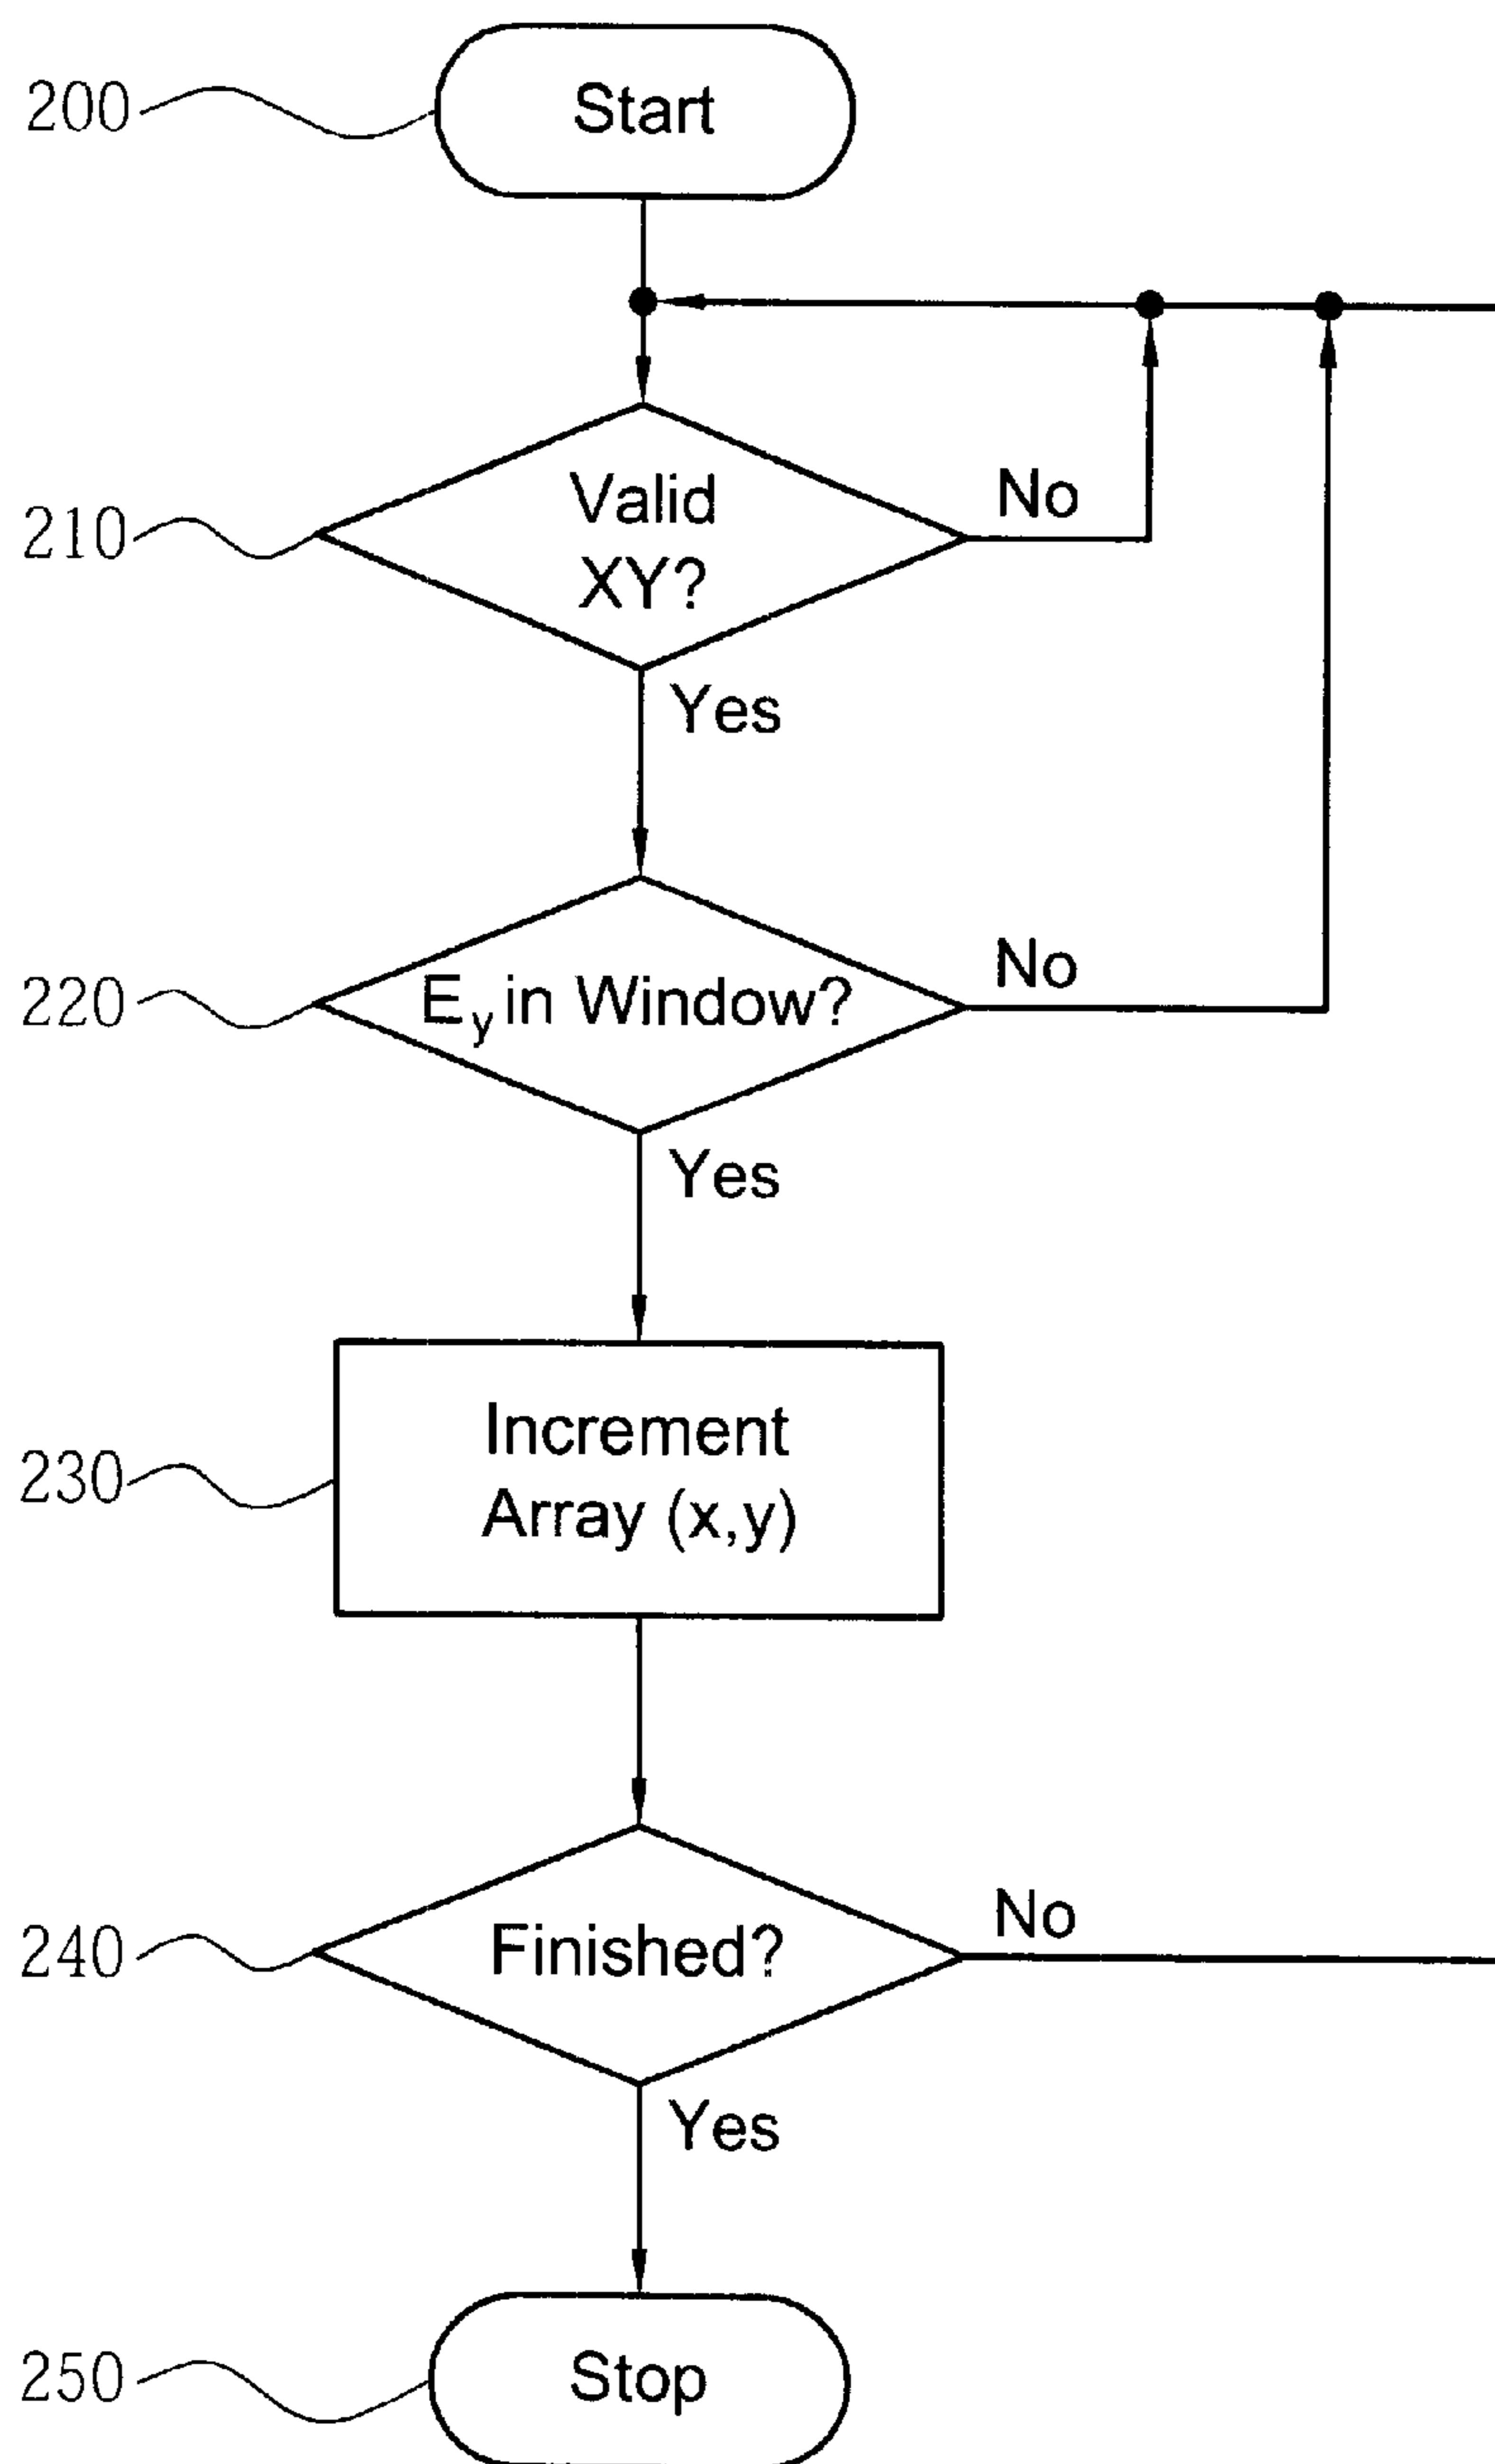 200
Start
210
Valid
XY?
No
Yes
220
E_y in Window?
No
Yes
230
Increment
Array (x,y)
240
Finished?
No
Yes
250
Stop